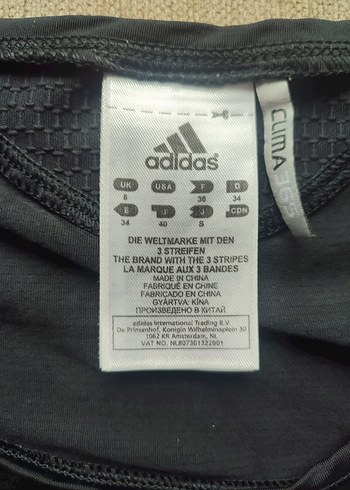 adidas
UK USA F D
8 36 34
E I J CDN
34 40 S
DIE WELTMARKE MIT DEN
3 STREIFEN
THE BRAND WITH THE 3 STRIPES
LA MARQUE AUX 3 BANDES
MADE IN CHINA
FABRIQUÉ EN CHINE
FABRICADO EN CHINA
GYÁRTVA: KÍNA
ПРОИЗВЕДЕНО В КИТАЙ
adidas International Trading B.V.
De Prinsenhof, Koningin Wilhelminaplein 30
1062 KR Amsterdam, NL
VAT NO. NL807301322B01
CLIMA 365